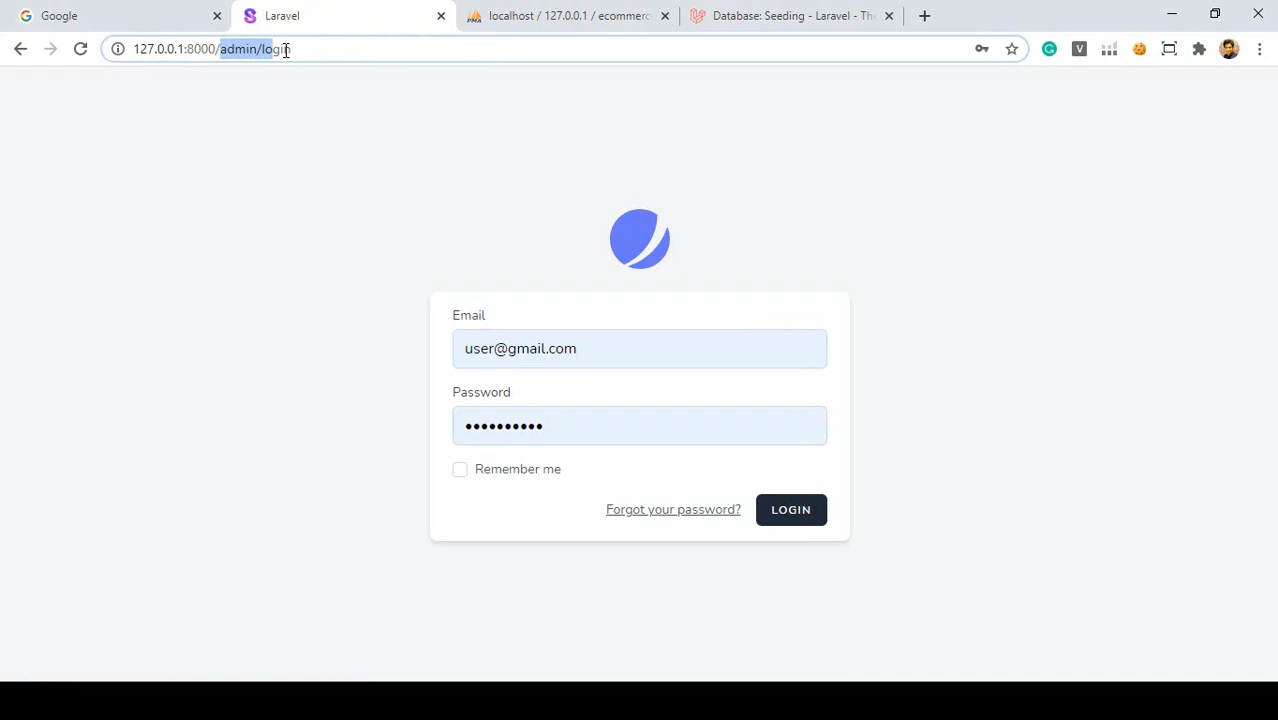 Google
Laravel
localhost / 127.0.0.1 / ecommerc
Database: Seeding - Laravel - The
127.0.0.1:8000/admin/login
Email
user@gmail.com
Password
Remember me
Forgot your password?
LOGIN